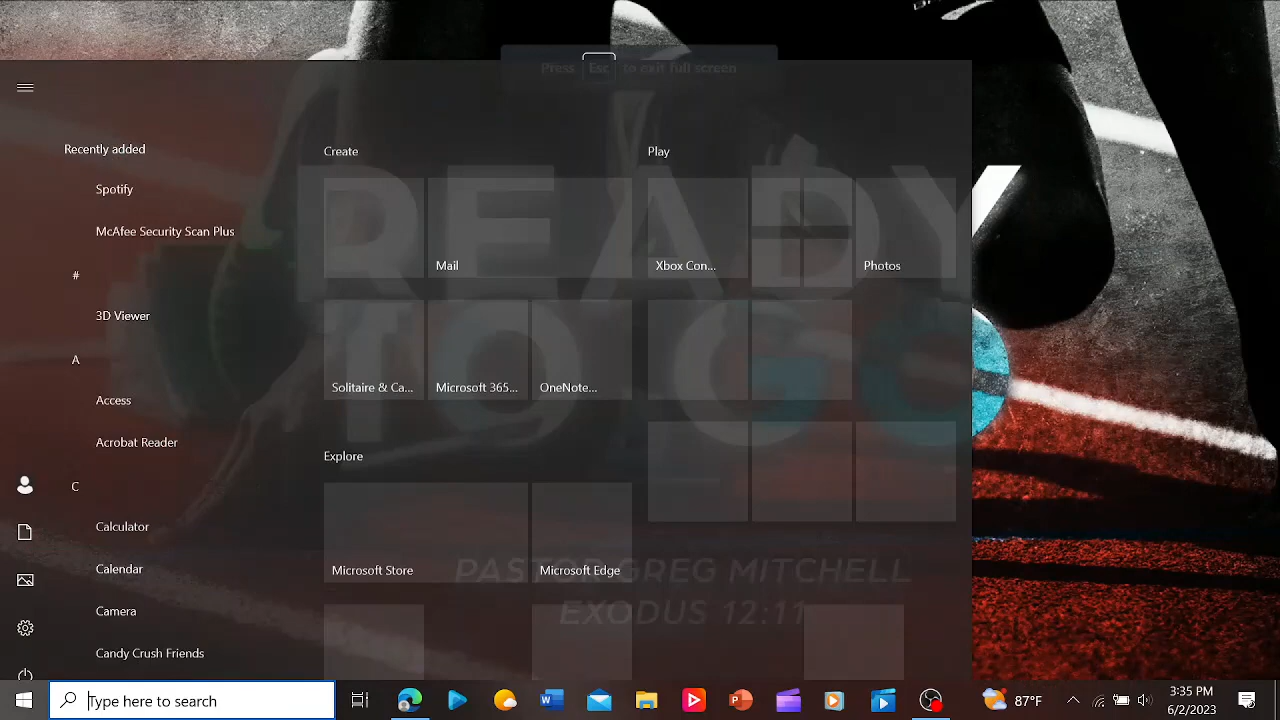 Press Esc to exit full screen
Recently added
Spotify
McAfee Security Scan Plus
#
3D Viewer
A
Access
Acrobat Reader
C
Calculator
Calendar
Camera
Candy Crush Friends
Create
Mail
Solitaire & Ca...
Microsoft 365...
OneNote...
Explore
Microsoft Store
Microsoft Edge
Play
Xbox Con...
Photos
READY
TO GO
PASTOR GREG MITCHELL
EXODUS 12:11
Type here to search
87°F
3:35 PM
6/2/2023